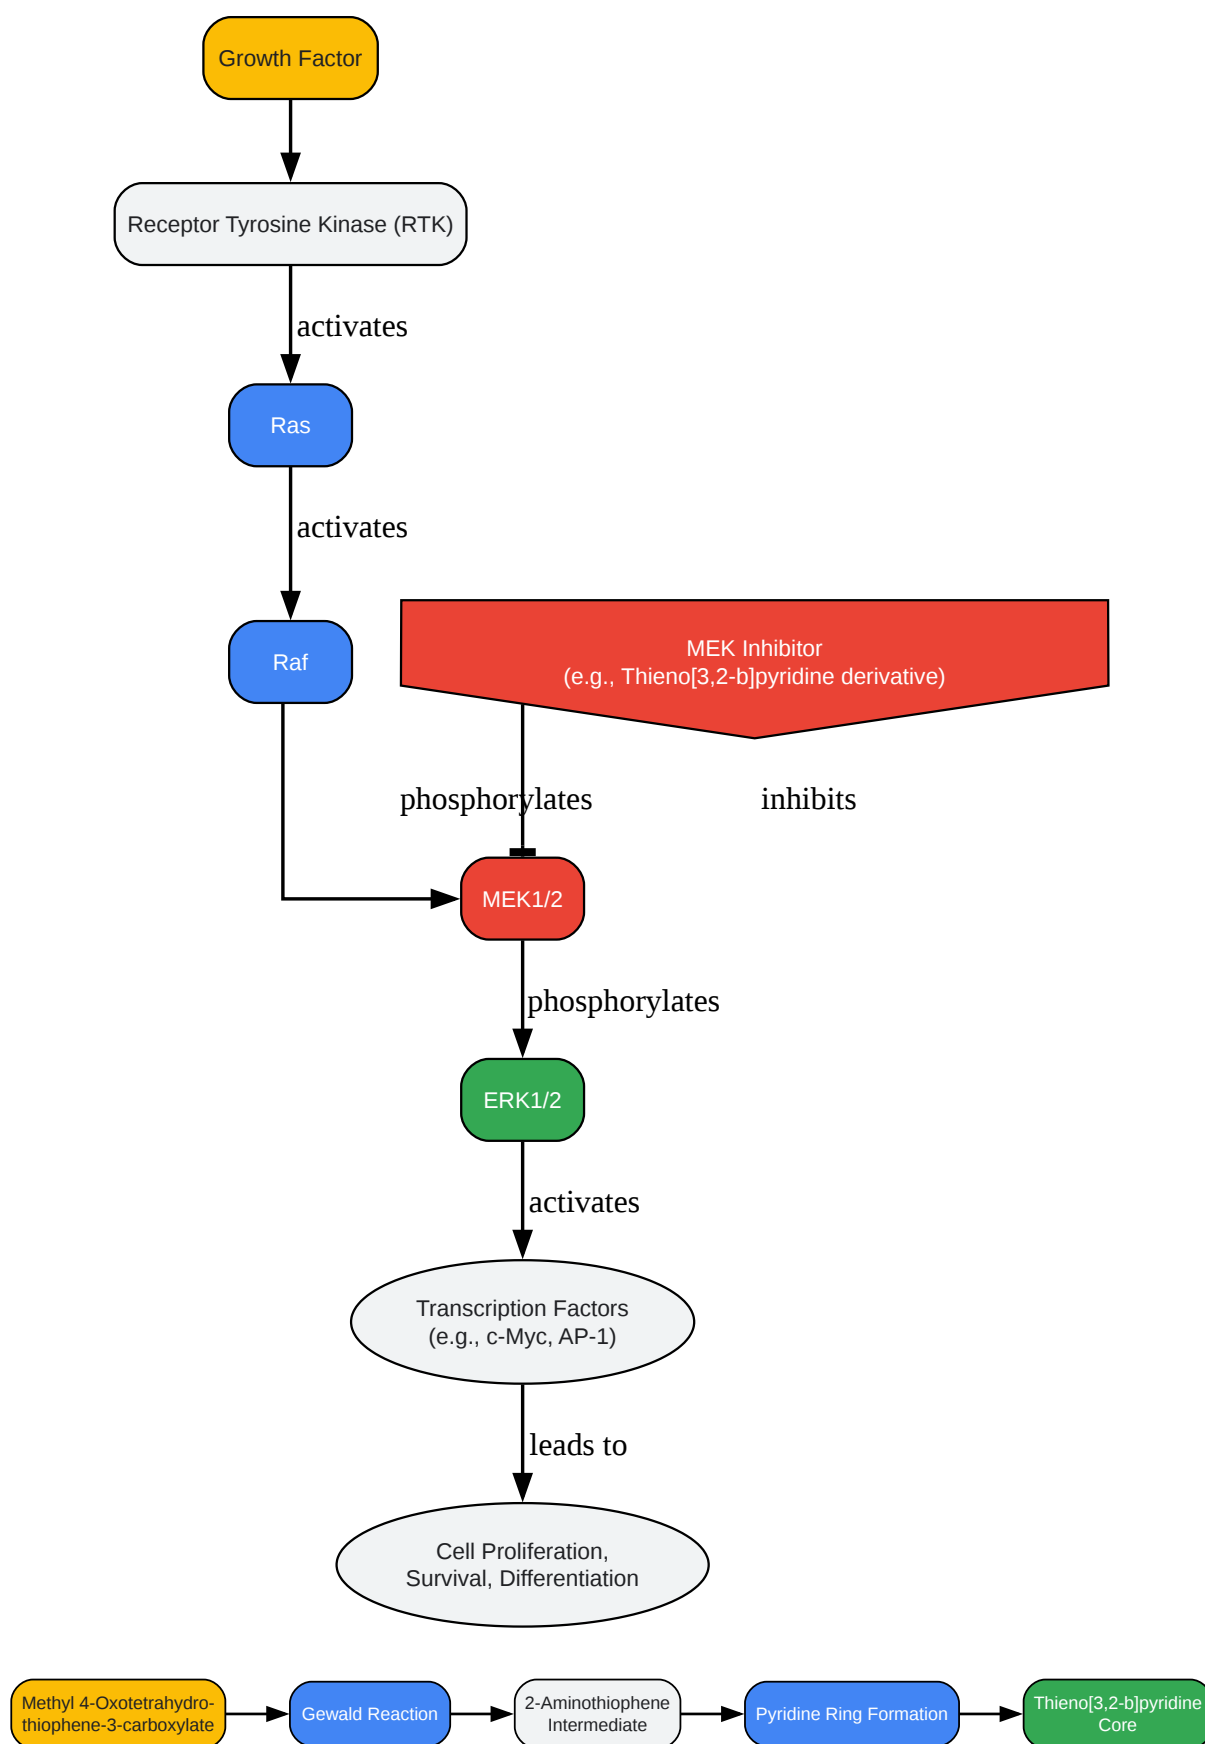 Growth Factor
Receptor Tyrosine Kinase (RTK)
activates
Ras
activates
Raf
MEK Inhibitor
(e.g., Thieno[3,2-b]pyridine derivative)
phosphorylates
inhibits
MEK1/2
phosphorylates
ERK1/2
activates
Transcription Factors
(e.g., c-Myc, AP-1)
leads to
Cell Proliferation,
Survival, Differentiation
Methyl 4-Oxotetrahydro-
thiophene-3-carboxylate
Gewald Reaction
2-Aminothiophene
Intermediate
Pyridine Ring Formation
Thieno[3,2-b]pyridine
Core